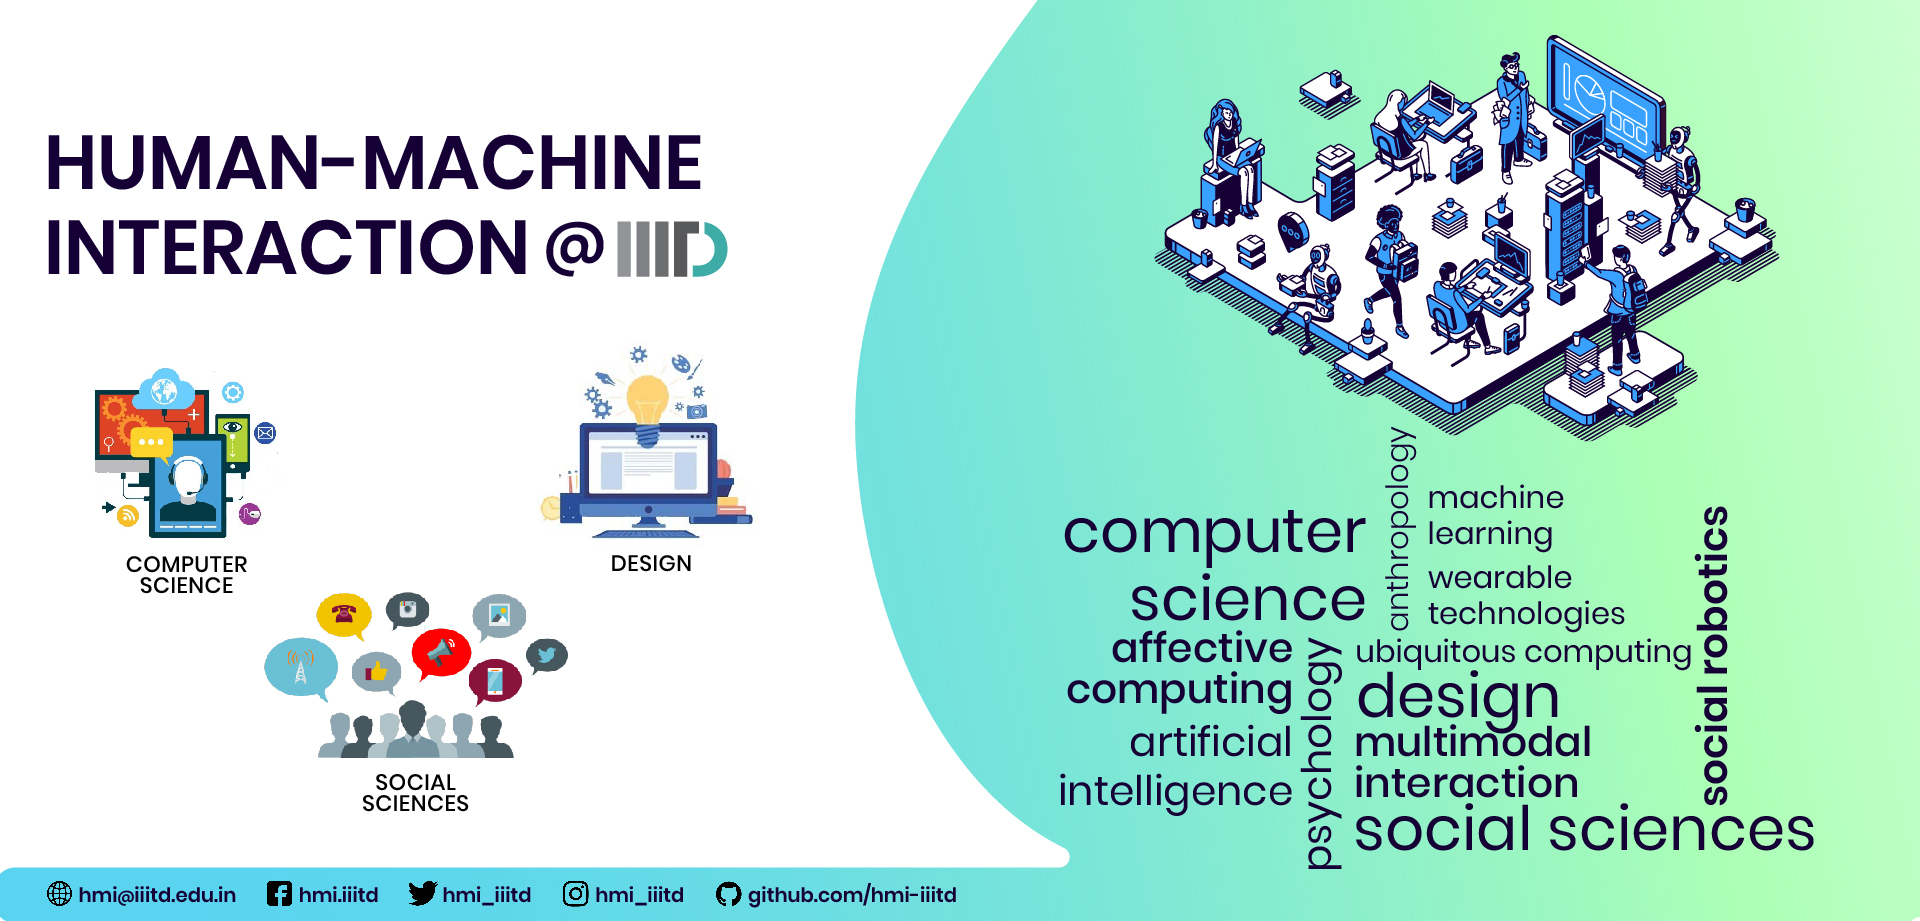 HUMAN-MACHINE
INTERACTION @ IIITD
COMPUTER
SCIENCE
DESIGN
SOCIAL
SCIENCES
anthropology
machine
learning
computer
science
wearable
technologies
social robotics
affective
computing
psychology
ubiquitous computing
design
artificial
intelligence
multimodal
interaction
social sciences
hmi@iiitd.edu.in
hmi.iiitd
hmi_iiitd
hmi_iiitd
github.com/hmi-iiitd